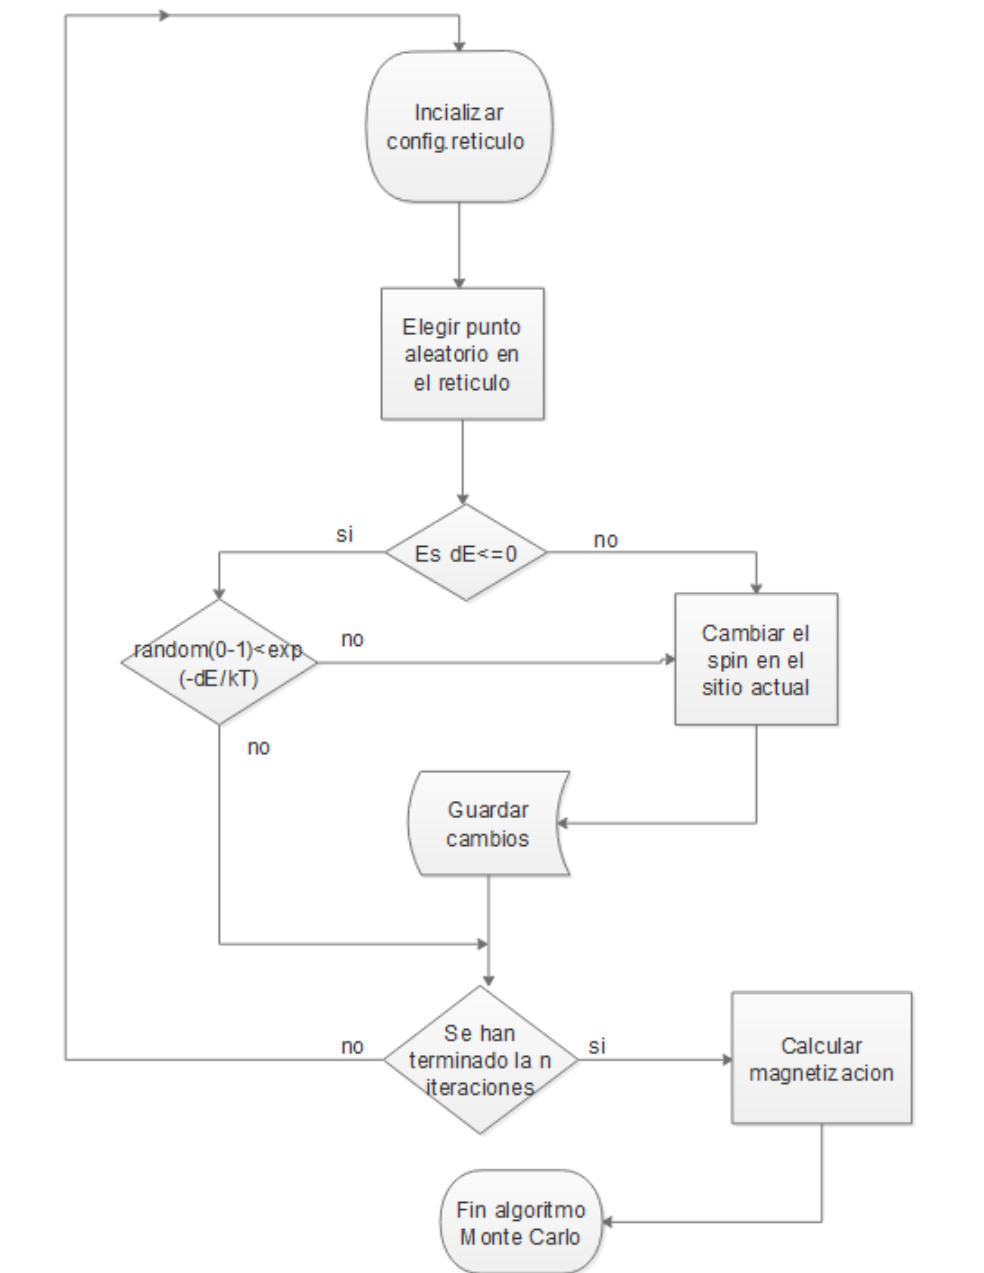 Incializar
config.reticulo
Elegir punto
aleatorio en
el reticulo
si
Es dE<=0
no
random(0-1)<exp
(-dE/kT)
no
Cambiar el
spin en el
sitio actual
no
Guardar
cambios
no
Se han
terminado la n
iteraciones
si
Calcular
magnetizacion
Fin algoritmo
Monte Carlo